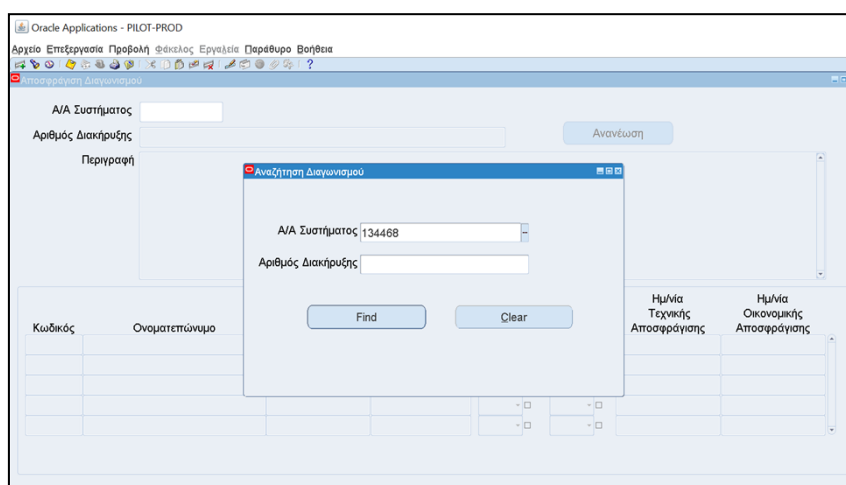 Oracle Applications - PILOT-PROD
Αρχείο Επεξεργασία Προβολή Φάκελος Εργαλεία Παράθυρο Βοήθεια
Αποσφράγιση Διαγωνισμού
Α/Α Συστήματος
Αριθμός Διακήρυξης
Ανανέωση
Περιγραφή
Αναζήτηση Διαγωνισμού
Α/Α Συστήματος 134468
Αριθμός Διακήρυξης
Find Clear
Κωδικός Ονοματεπώνυμο
Ημ/νία Τεχνικής Αποσφράγισης
Ημ/νία Οικονομικής Αποσφράγισης